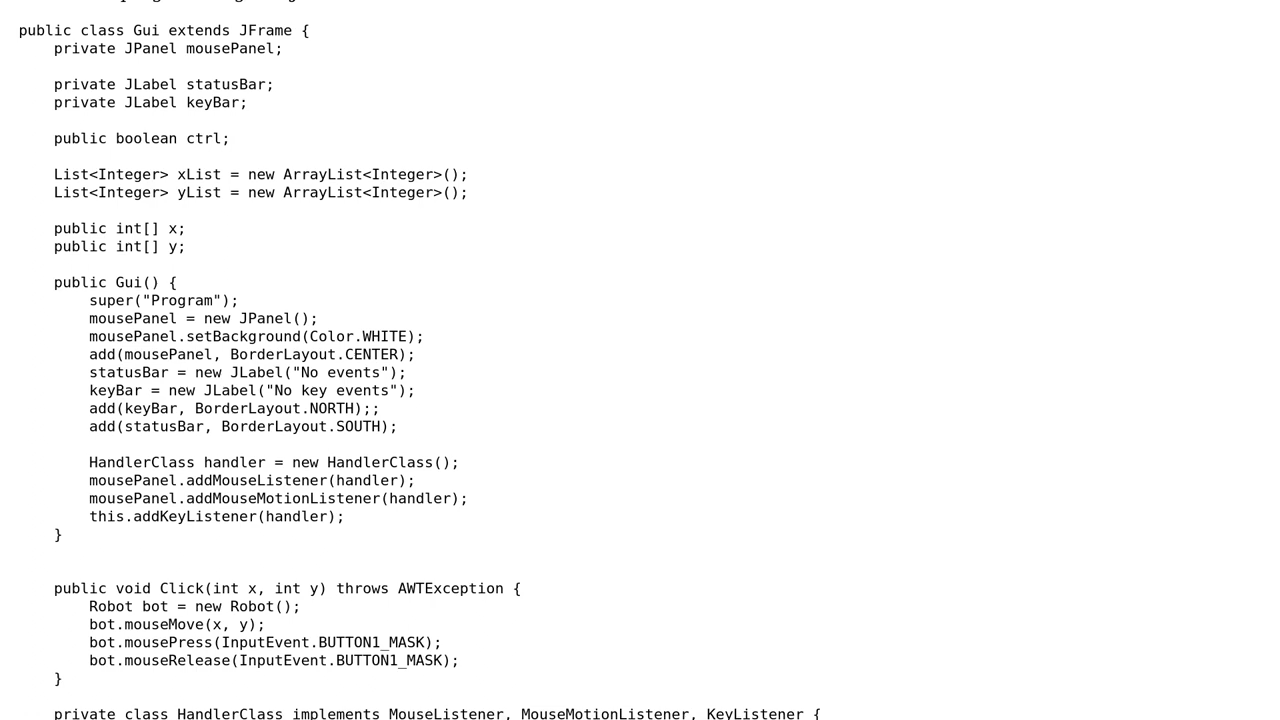 public class Gui extends JFrame {
    private JPanel mousePanel;

    private JLabel statusBar;
    private JLabel keyBar;

    public boolean ctrl;

    List<Integer> xList = new ArrayList<Integer>();
    List<Integer> yList = new ArrayList<Integer>();

    public int[] x;
    public int[] y;

    public Gui() {
        super("Program");
        mousePanel = new JPanel();
        mousePanel.setBackground(Color.WHITE);
        add(mousePanel, BorderLayout.CENTER);
        statusBar = new JLabel("No events");
        keyBar = new JLabel("No key events");
        add(keyBar, BorderLayout.NORTH);;
        add(statusBar, BorderLayout.SOUTH);

        HandlerClass handler = new HandlerClass();
        mousePanel.addMouseListener(handler);
        mousePanel.addMouseMotionListener(handler);
        this.addKeyListener(handler);
    }


    public void Click(int x, int y) throws AWTException {
        Robot bot = new Robot();
        bot.mouseMove(x, y);
        bot.mousePress(InputEvent.BUTTON1_MASK);
        bot.mouseRelease(InputEvent.BUTTON1_MASK);
    }

    private class HandlerClass implements MouseListener, MouseMotionListener, KeyListener {